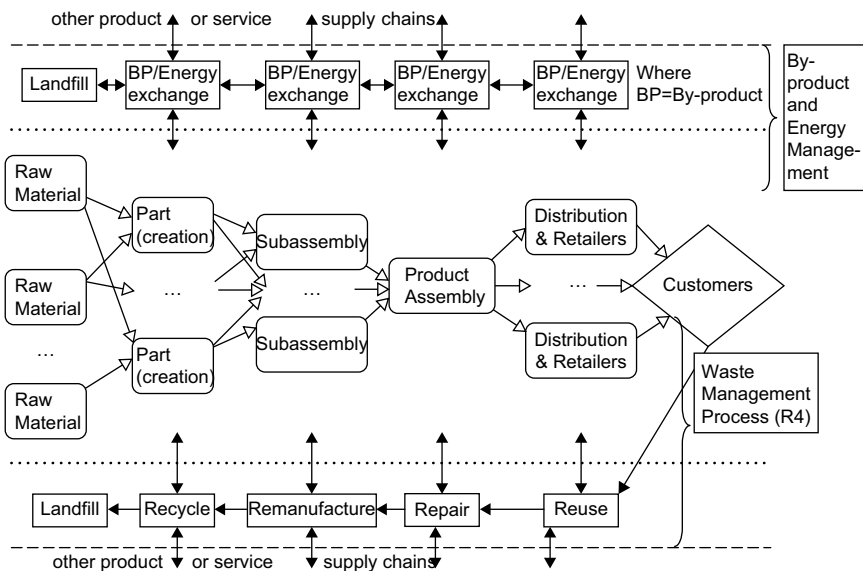 other product or service supply chains
Landfill
BP/Energy
exchange
BP/Energy
exchange
BP/Energy
exchange
BP/Energy
exchange
Where
BP=By-product
By-
product
and
Energy
Manage-
ment
Raw
Material
Raw
Material
...
Raw
Material
Part
(creation)
...
Part
(creation)
Subassembly
...
Subassembly
Product
Assembly
Distribution
& Retailers
...
Distribution
& Retailers
Customers
Waste
Management
Process (R4)
Landfill
Recycle
Remanufacture
Repair
Reuse
other product or service supply chains